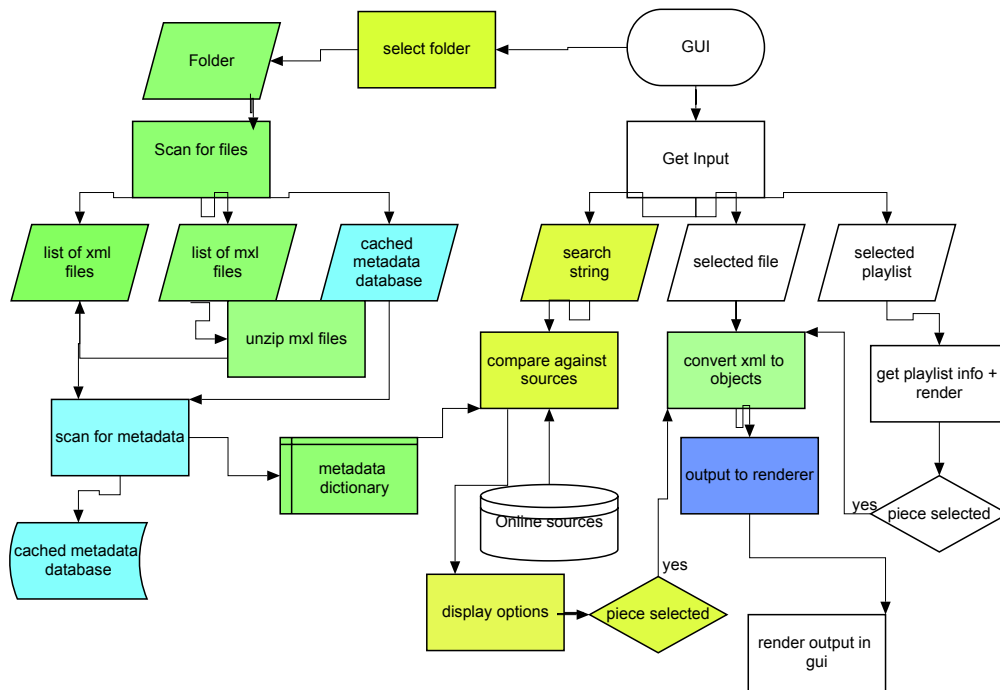 GUI
select folder
Folder
Scan for files
Get Input
list of xml
files
list of mxl
files
cached
metadata
database
search
string
selected file
selected
playlist
unzip mxl files
compare against
sources
convert xml to
objects
get playlist info +
render
scan for metadata
metadata
dictionary
output to renderer
Online sources
yes
piece selected
cached metadata
database
yes
display options
piece selected
render output in
gui